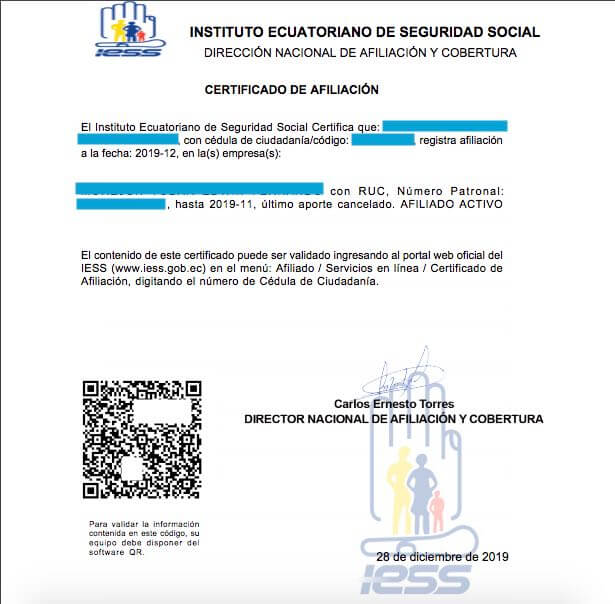 iess
INSTITUTO ECUATORIANO DE SEGURIDAD SOCIAL
DIRECCIÓN NACIONAL DE AFILIACIÓN Y COBERTURA
CERTIFICADO DE AFILIACIÓN
El Instituto Ecuatoriano de Seguridad Social Certifica que:
, con cédula de ciudadanía/código: , registra afiliación
a la fecha: 2019-12, en la(s) empresa(s):
con RUC, Número Patronal:
, hasta 2019-11, último aporte cancelado. AFILIADO ACTIVO
El contenido de este certificado puede ser validado ingresando al portal web oficial del
IESS (www.iess.gob.ec) en el menú: Afiliado / Servicios en línea / Certificado de
Afiliación, digitando el número de Cédula de Ciudadanía.
Carlos Ernesto Torres
DIRECTOR NACIONAL DE AFILIACIÓN Y COBERTURA
Para validar la información
contenida en este código, su
equipo debe disponer del
software QR.
28 de diciembre de 2019
iess